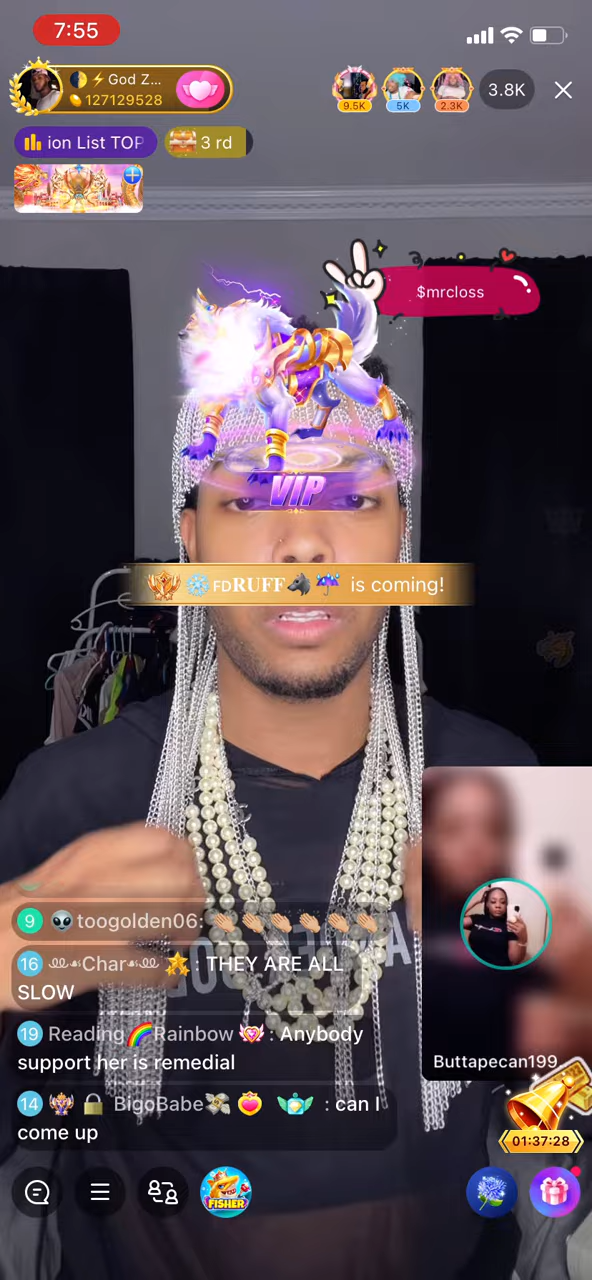 7:55
God Z...
127129528
9.5K
5K
2.3K
3.8K
ion List TOP
3 rd
$mrcloss
VIP
FDRUFF is coming!
9 toogolden06:
16 Char : THEY ARE ALL
SLOW
19 Reading Rainbow : Anybody
support her is remedial
14 BigoBabe : can I
come up
Buttapecan199
01:37:28
FISHER